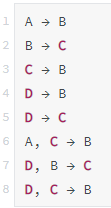 1 A → B
2 B → C
3 C → B
4 D → B
5 D → C
6 A, C → B
7 D, B → C
8 D, C → B